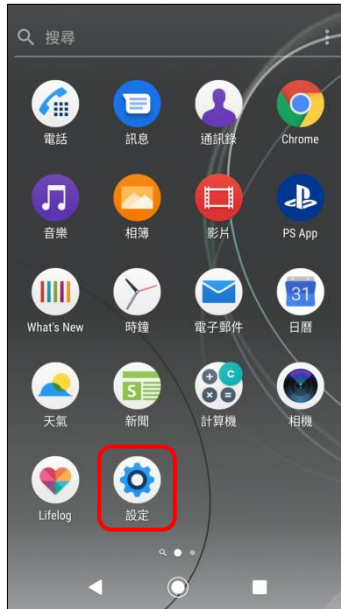 搜尋
電話 訊息 通訊錄 Chrome
音樂 相簿 影片 PS App
31
What's New 時鐘 電子郵件 日曆
S
C
天氣 新聞 計算機 相機
Lifelog 設定